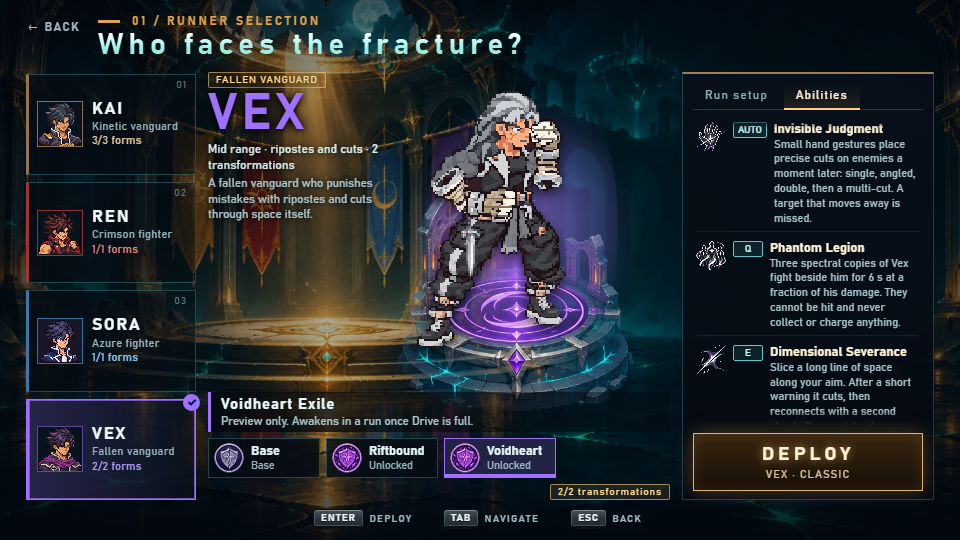 ← BACK
01 / RUNNER SELECTION
Who faces the fracture?
01
KAI
Kinetic vanguard
3/3 forms
02
REN
Crimson fighter
1/1 forms
03
SORA
Azure fighter
1/1 forms
VEX
Fallen vanguard
2/2 forms
FALLEN VANGUARD
VEX
Mid range · ripostes and cuts · 2
transformations
A fallen vanguard who punishes
mistakes with ripostes and cuts
through space itself.
Voidheart Exile
Preview only. Awakens in a run once Drive is full.
Base
Base
Riftbound
Unlocked
Voidheart
Unlocked
2/2 transformations
Run setup
Abilities
AUTO
Invisible Judgment
Small hand gestures place
precise cuts on enemies a
moment later: single, angled,
double, then a multi-cut. A
target that moves away is
missed.
Q
Phantom Legion
Three spectral copies of Vex
fight beside him for 6 s at a
fraction of his damage. They
cannot be hit and never
collect or charge anything.
E
Dimensional Severance
Slice a long line of space
along your aim. After a short
warning it cuts, then
reconnects with a second
DEPLOY
VEX · CLASSIC
ENTER DEPLOY
TAB NAVIGATE
ESC BACK